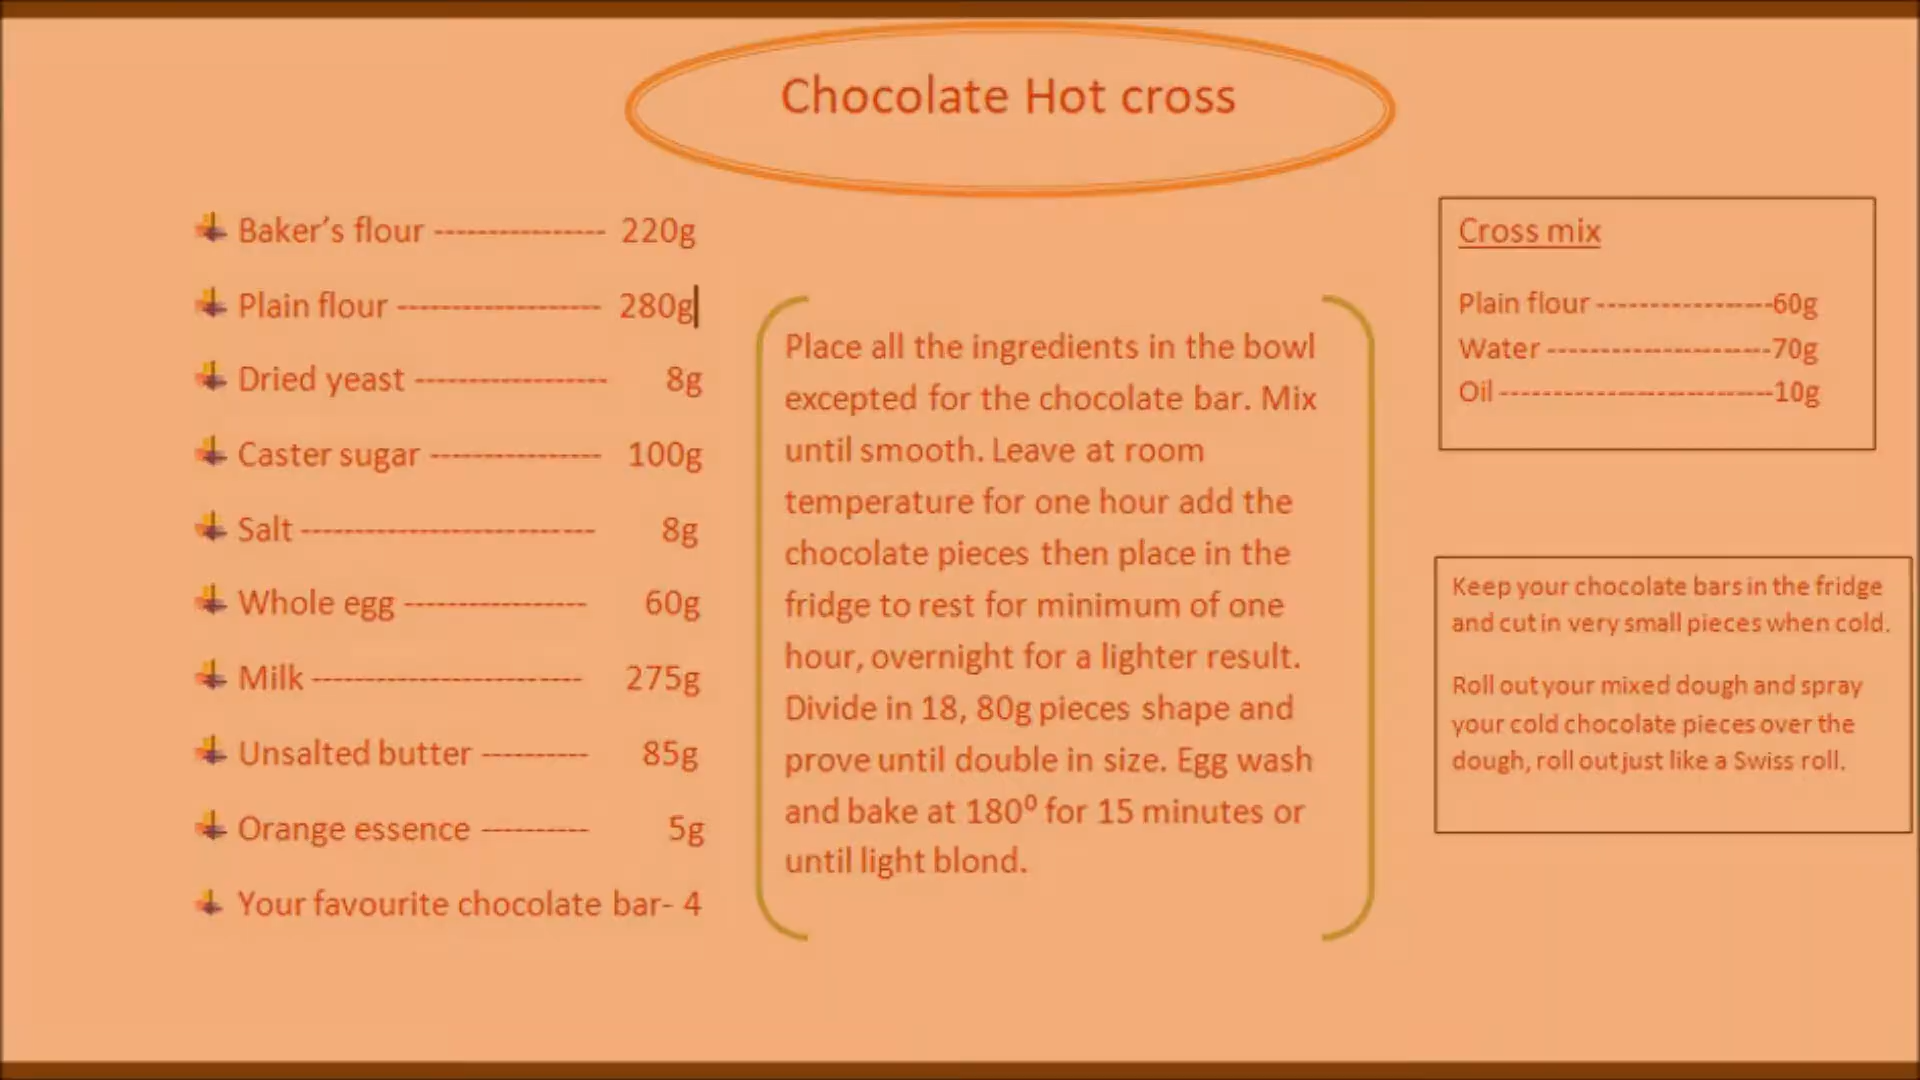 Chocolate Hot cross
Baker's flour ---------------- 220g
Plain flour ------------------- 280g
Dried yeast ------------------ 8g
Caster sugar ---------------- 100g
Salt ---------------------------- 8g
Whole egg ----------------- 60g
Milk ------------------------- 275g
Unsalted butter ---------- 85g
Orange essence ---------- 5g
Your favourite chocolate bar- 4
Place all the ingredients in the bowl
excepted for the chocolate bar. Mix
until smooth. Leave at room
temperature for one hour add the
chocolate pieces then place in the
fridge to rest for minimum of one
hour, overnight for a lighter result.
Divide in 18, 80g pieces shape and
prove until double in size. Egg wash
and bake at 180⁰ for 15 minutes or
until light blond.
Cross mix
Plain flour --------------------60g
Water -------------------------70g
Oil -------------------------------10g
Keep your chocolate bars in the fridge
and cut in very small pieces when cold.
Roll out your mixed dough and spray
your cold chocolate pieces over the
dough, roll out just like a Swiss roll.